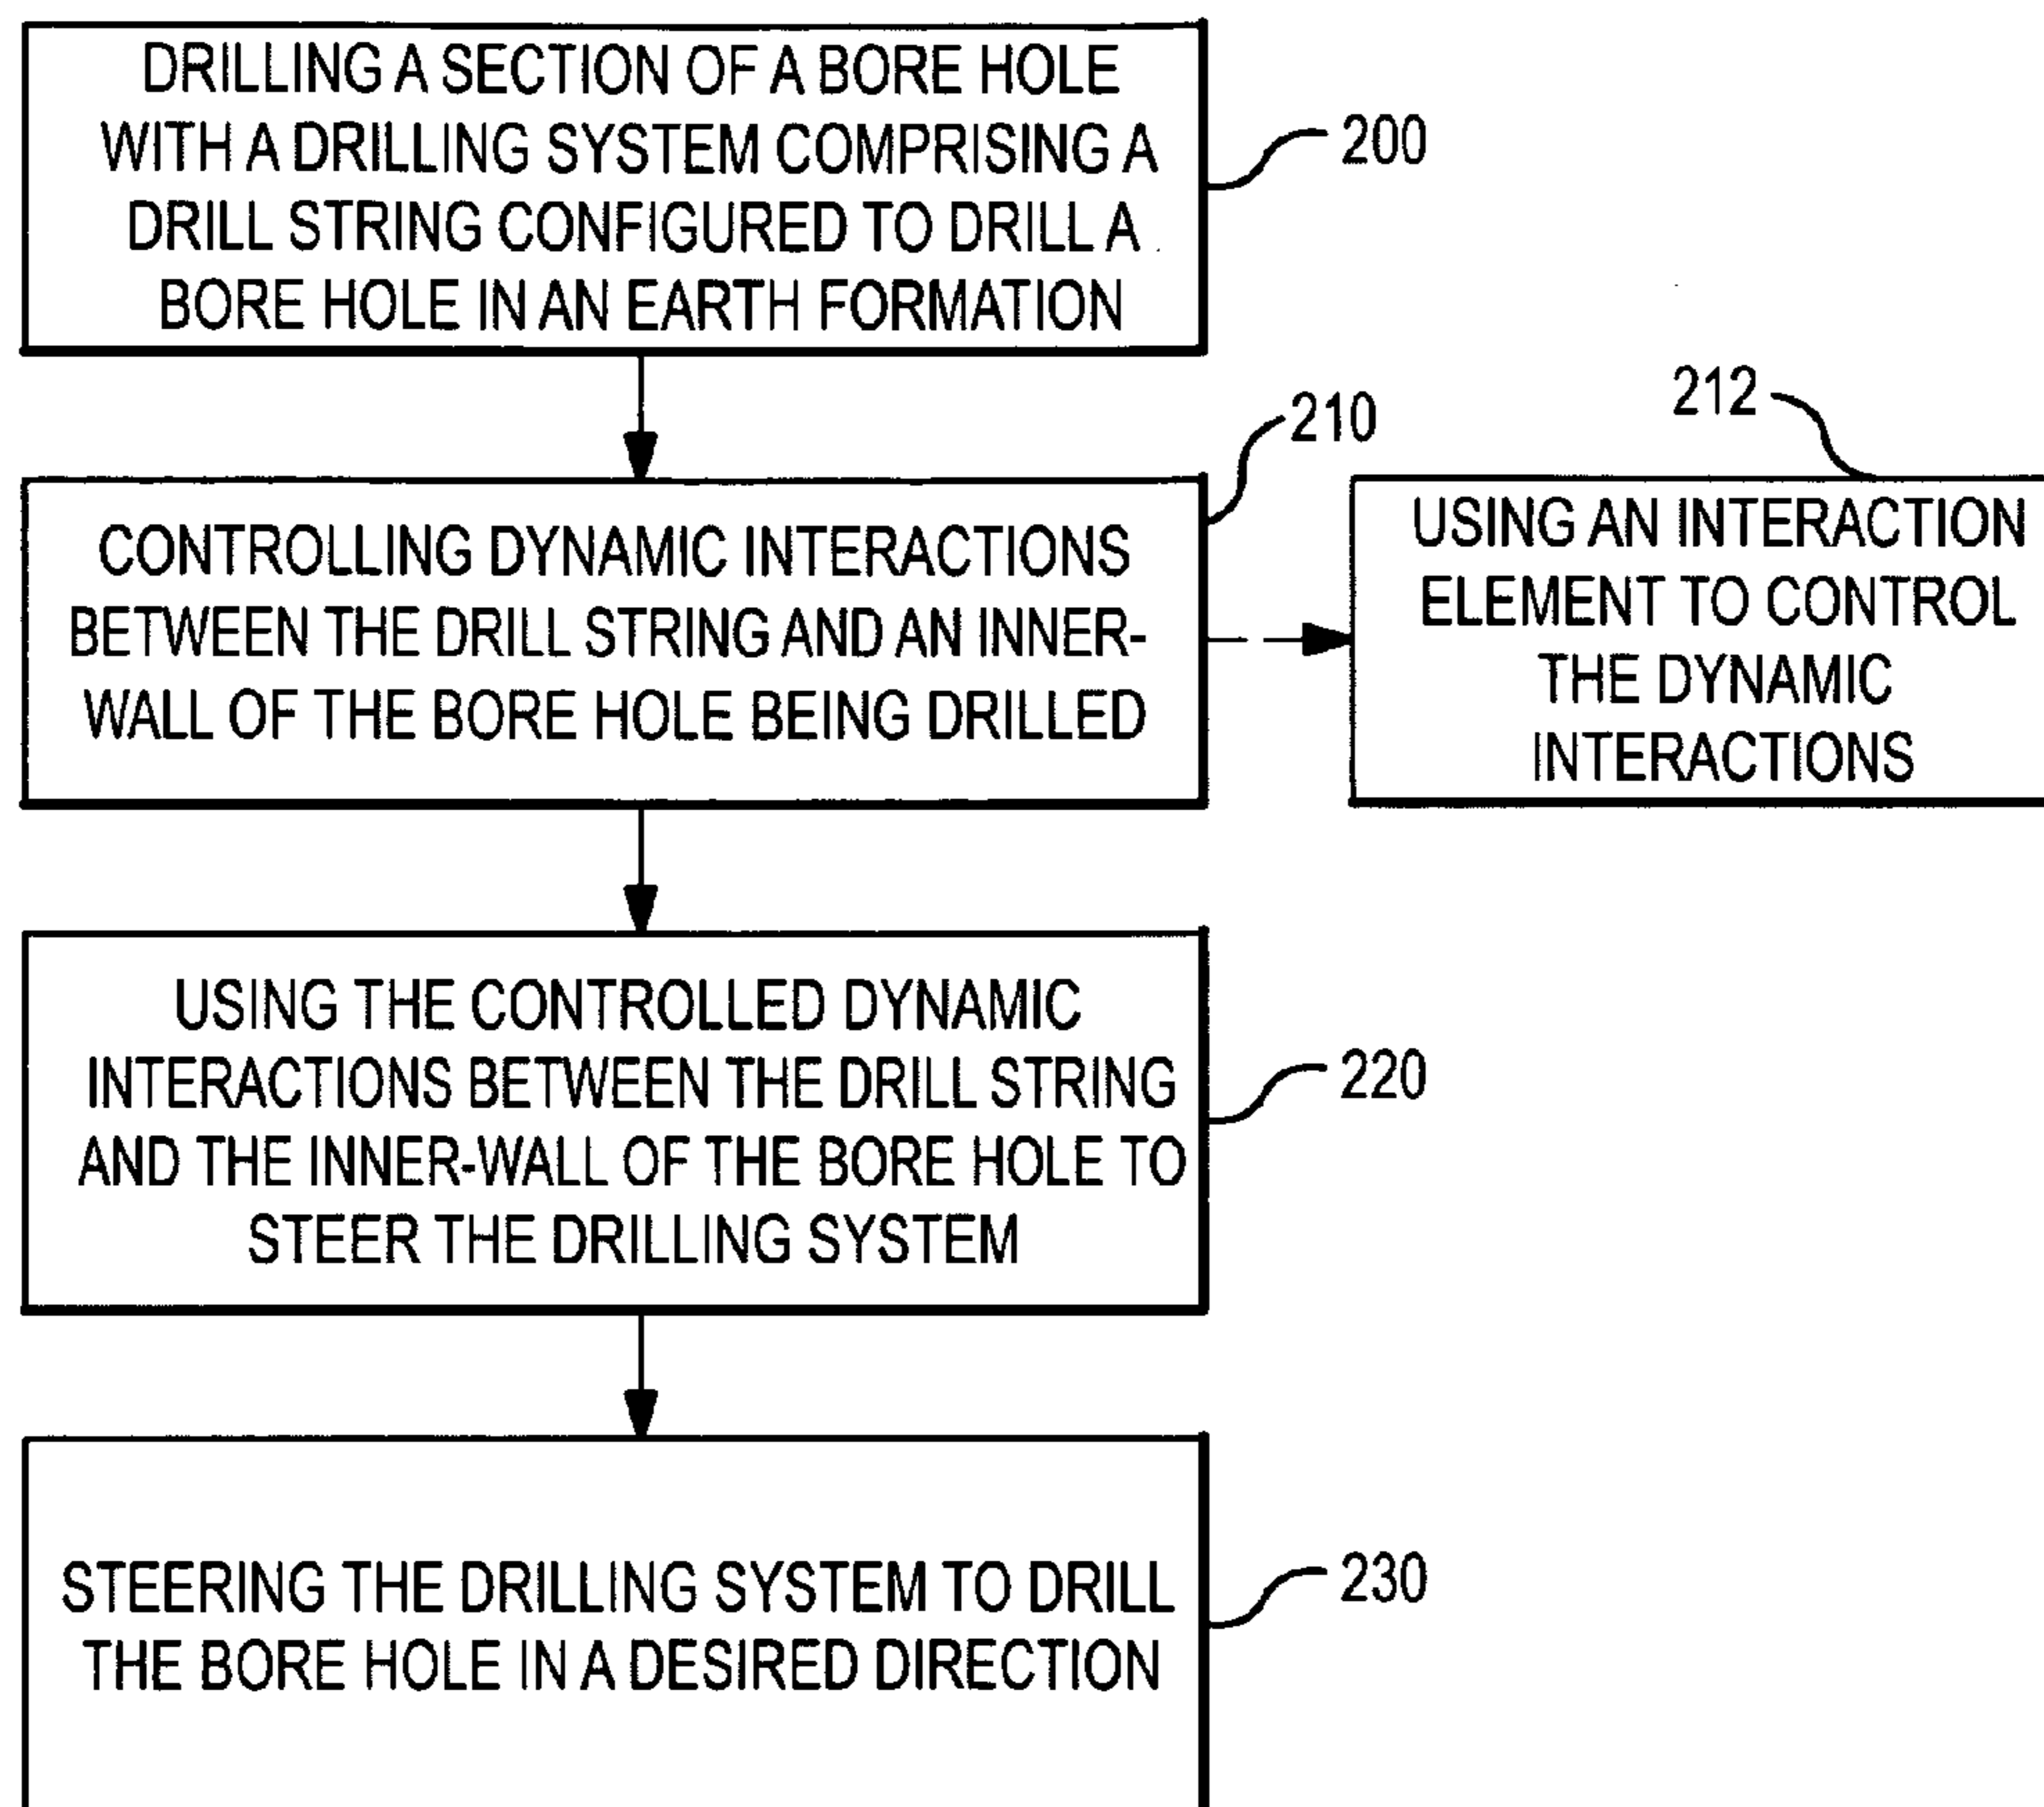 DRILLING A SECTION OF A BORE HOLE
WITH A DRILLING SYSTEM COMPRISING A
DRILL STRING CONFIGURED TO DRILL A
BORE HOLE IN AN EARTH FORMATION
200
210
212
CONTROLLING DYNAMIC INTERACTIONS
BETWEEN THE DRILL STRING AND AN INNER-
WALL OF THE BORE HOLE BEING DRILLED
USING AN INTERACTION
ELEMENT TO CONTROL
THE DYNAMIC
INTERACTIONS
USING THE CONTROLLED DYNAMIC
INTERACTIONS BETWEEN THE DRILL STRING
AND THE INNER-WALL OF THE BORE HOLE TO
STEER THE DRILLING SYSTEM
220
STEERING THE DRILLING SYSTEM TO DRILL
THE BORE HOLE IN A DESIRED DIRECTION
230